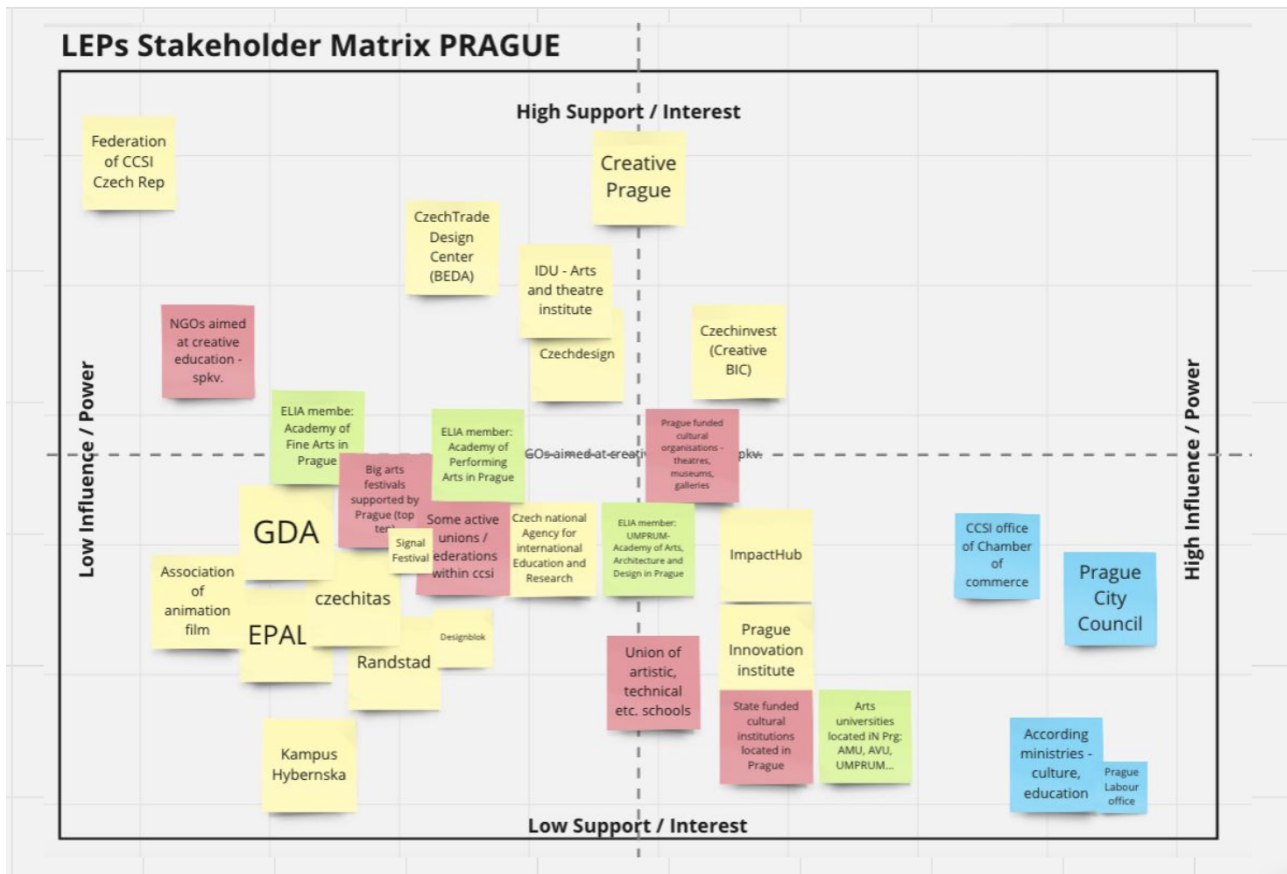 LEPs Stakeholder Matrix PRAGUE
High Support / Interest
Federation
of CCSI
Czech Rep
Creative
Prague
CzechTrade
Design
Center
(BEDA)
IDU - Arts
and theatre
institute
Czechdesign
Czechinvest
(Creative
BIC)
NGOs aimed
at creative
education -
spkv.
Low Influence / Power
High Influence / Power
ELIA membe:
Academy of
Fine Arts in
Prague
ELIA member:
Academy of
Performing
Arts in Prague
GOs aimed at creati
pkv.
Prague funded
cultural
organisations -
theatres,
museums,
galleries
Big arts
festivals
supported by
Prague (top
ten)
GDA
Signal
Festival
Some active
unions /
ederations
within ccsi
Czech national
Agency for
international
Education and
Research
ELIA member:
UMPRUM-
Academy of Arts,
Architecture and
Design in Prague
ImpactHub
CCSI office
of Chamber
of
commerce
Prague
City
Council
Association
of
animation
film
czechitas
EPAL
Randstad
Designblok
Union of
artistic,
technical
etc. schools
Prague
Innovation
institute
State funded
cultural
institutions
located in
Prague
Arts
universities
located iN Prg:
AMU, AVU,
UMPRUM...
According
ministries -
culture,
education
Prague
Labour
office
Kampus
Hybernska
Low Support / Interest